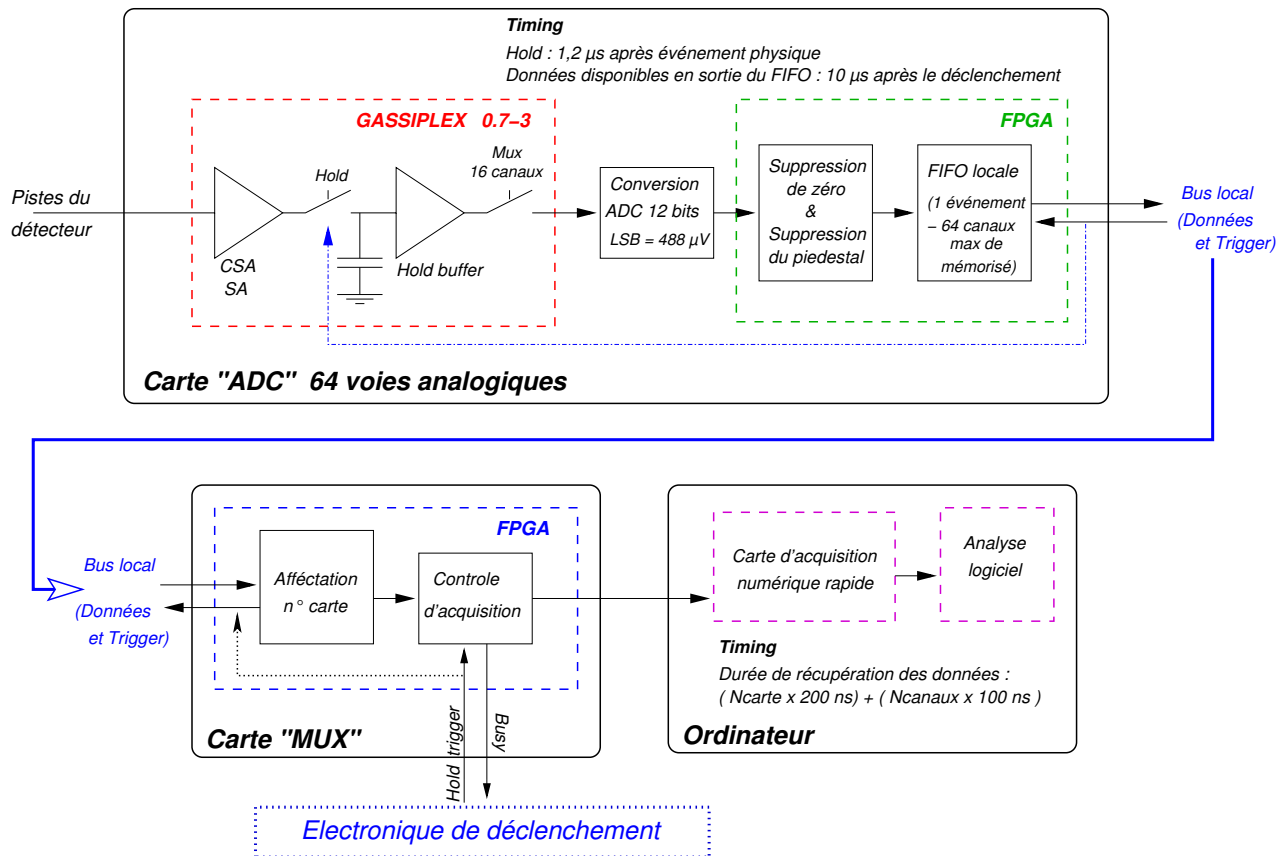 Timing
Hold : 1,2 µs après événement physique
Données disponibles en sortie du FIFO : 10 µs après le déclenchement
GASSIPLEX 0.7−3
FPGA
Pistes du
détecteur
CSA
SA
Hold
Hold buffer
Mux
16 canaux
Conversion
ADC 12 bits
LSB = 488 µV
Suppression
de zéro
&
Suppression
du piedestal
FIFO locale
(1 événement
− 64 canaux
max de
mémorisé)
Bus local
(Données
et Trigger)
Carte "ADC" 64 voies analogiques
Bus local
(Données
et Trigger)
FPGA
Afféctation
n° carte
Controle
d'acquisition
Carte "MUX"
Hold trigger
Busy
Carte d'acquisition
numérique rapide
Analyse
logiciel
Timing
Durée de récupération des données :
( Ncarte x 200 ns) + ( Ncanaux x 100 ns )
Ordinateur
Electronique de déclenchement